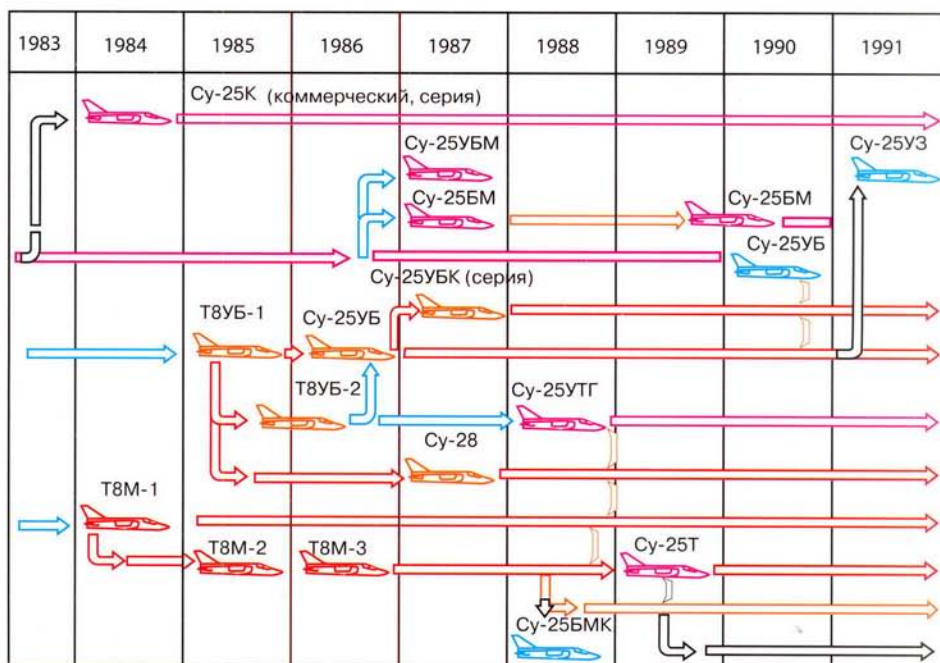 1983 1984 1985 1986 1987 1988 1989 1990 1991
Су-25К (коммерческий, серия)
Су-25УБМ
Су-25УЗ
Су-25БМ
Су-25БМ
Су-25УБ
Су-25УБК (серия)
Т8УБ-1
Су-25УБ
Т8УБ-2
Су-25УТГ
Су-28
Т8М-1
Т8М-2
Т8М-3
Су-25Т
Су-25БМК